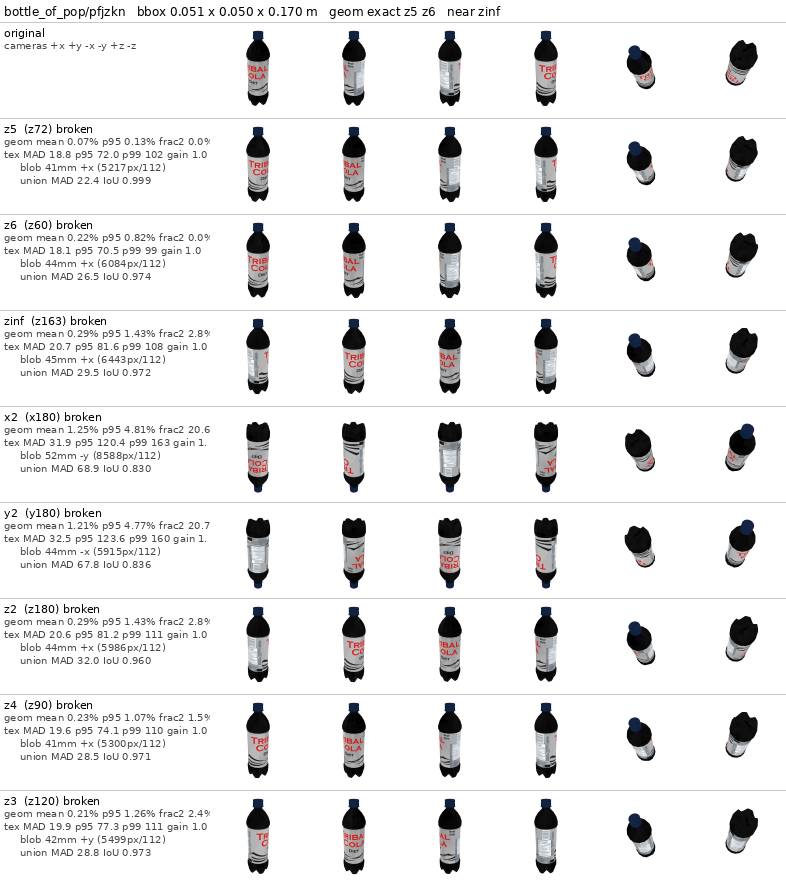 bottle_of_pop/pfjzkn   bbox 0.051 x 0.050 x 0.170 m   geom exact z5 z6   near zinf
original
cameras +x +y -x -y +z -z
z5  (z72) broken
geom mean 0.07% p95 0.13% frac2 0.0%
tex MAD 18.8 p95 72.0 p99 102 gain 1.0
blob 41mm +x (5217px/112)
union MAD 22.4 IoU 0.999
z6  (z60) broken
geom mean 0.22% p95 0.82% frac2 0.0%
tex MAD 18.1 p95 70.5 p99 99 gain 1.0
blob 44mm +x (6084px/112)
union MAD 26.5 IoU 0.974
zinf  (z163) broken
geom mean 0.29% p95 1.43% frac2 2.8%
tex MAD 20.7 p95 81.6 p99 108 gain 1.0
blob 45mm +x (6443px/112)
union MAD 29.5 IoU 0.972
x2  (x180) broken
geom mean 1.25% p95 4.81% frac2 20.6
tex MAD 31.9 p95 120.4 p99 163 gain 1.
blob 52mm -y (8588px/112)
union MAD 68.9 IoU 0.830
y2  (y180) broken
geom mean 1.21% p95 4.77% frac2 20.7
tex MAD 32.5 p95 123.6 p99 160 gain 1.
blob 44mm -x (5915px/112)
union MAD 67.8 IoU 0.836
z2  (z180) broken
geom mean 0.29% p95 1.43% frac2 2.8%
tex MAD 20.6 p95 81.2 p99 111 gain 1.0
blob 44mm +x (5986px/112)
union MAD 32.0 IoU 0.960
z4  (z90) broken
geom mean 0.23% p95 1.07% frac2 1.5%
tex MAD 19.6 p95 74.1 p99 110 gain 1.0
blob 41mm +x (5300px/112)
union MAD 28.5 IoU 0.971
z3  (z120) broken
geom mean 0.21% p95 1.26% frac2 2.4%
tex MAD 19.9 p95 77.3 p99 111 gain 1.0
blob 42mm +y (5499px/112)
union MAD 28.8 IoU 0.973